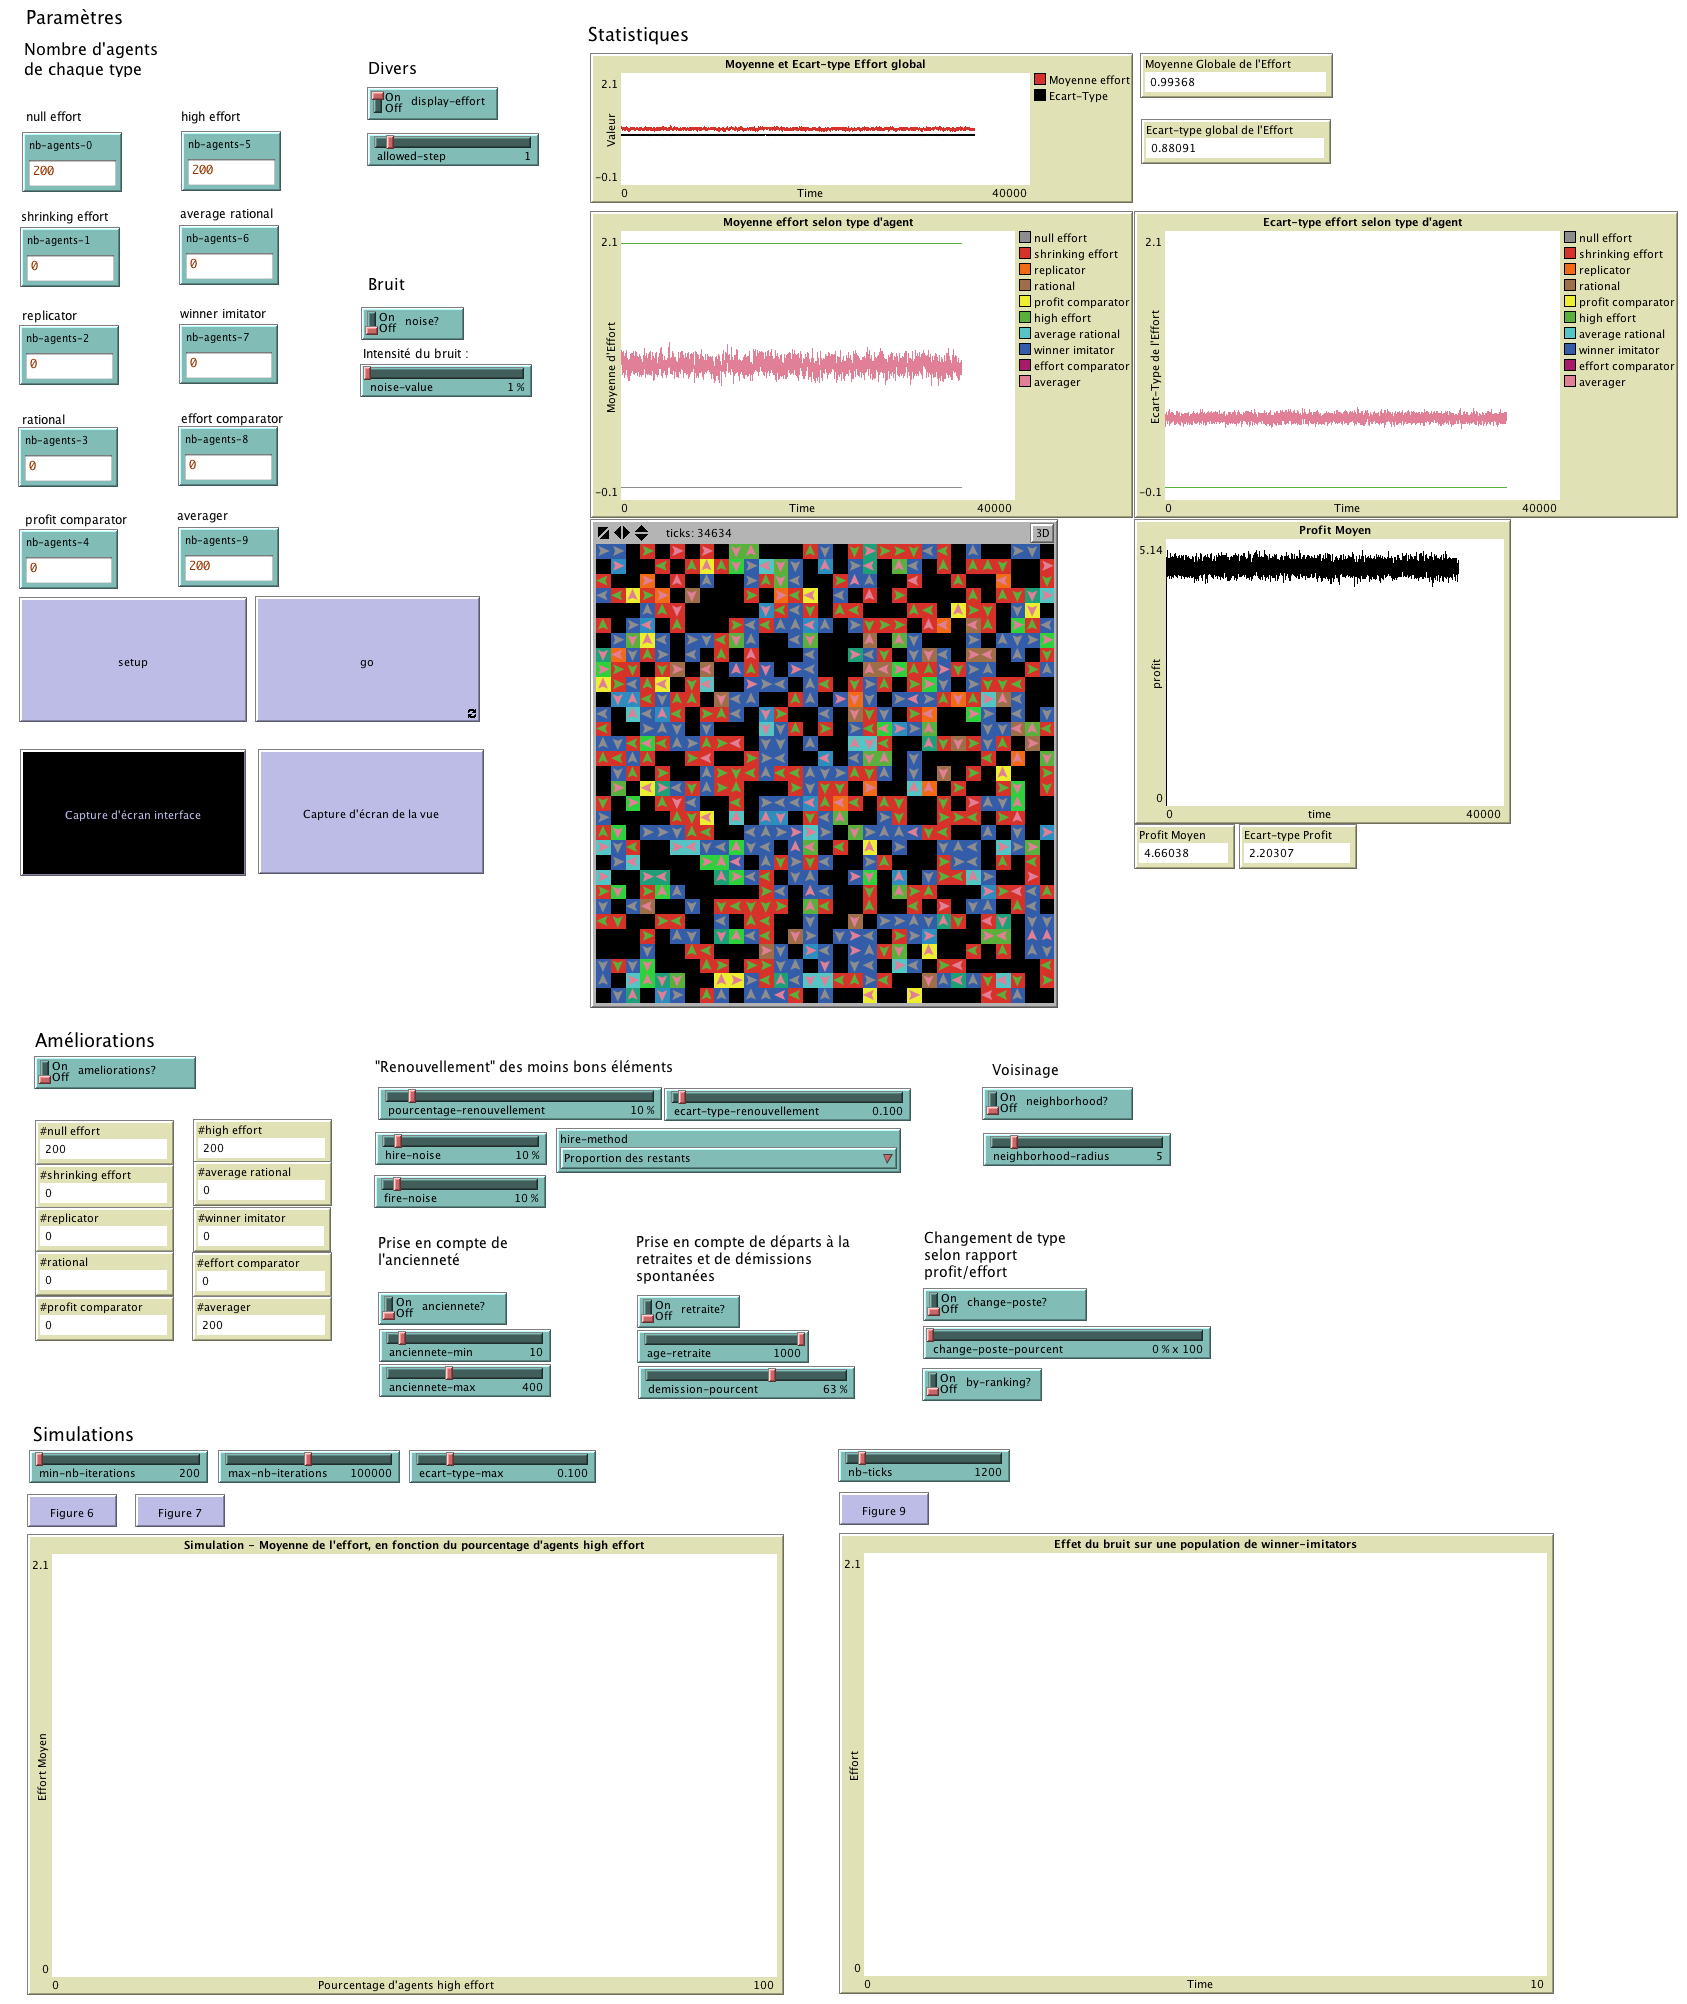 Paramètres
Nombre d'agents
de chaque type
null effort
nb-agents-0
200
high effort
nb-agents-5
200
shrinking effort
nb-agents-1
0
average rational
nb-agents-6
0
replicator
nb-agents-2
0
winner imitator
nb-agents-7
0
rational
nb-agents-3
0
effort comparator
nb-agents-8
0
profit comparator
nb-agents-4
0
averager
nb-agents-9
200
setup
go
Capture d'écran interface
Capture d'écran de la vue
Divers
On
Off
display-effort
allowed-step 1
Bruit
On
Off
noise?
Intensité du bruit :
noise-value 1 %
Statistiques
Moyenne et Ecart-type Effort global
2.1
Valeur
-0.1
0
Time
40000
Moyenne effort
Ecart-Type
Moyenne Globale de l'Effort
0.99368
Ecart-type global de l'Effort
0.88091
Moyenne effort selon type d'agent
2.1
Moyenne d'Effort
-0.1
0
Time
40000
null effort
shrinking effort
replicator
rational
profit comparator
high effort
average rational
winner imitator
effort comparator
averager
Ecart-type effort selon type d'agent
2.1
Ecart-Type de l'Effort
-0.1
0
Time
40000
null effort
shrinking effort
replicator
rational
profit comparator
high effort
average rational
winner imitator
effort comparator
averager
ticks: 34634
3D
Profit Moyen
5.14
profit
0
0
time
40000
Profit Moyen
4.66038
Ecart-type Profit
2.20307
Améliorations
On
Off
ameliorations?
#null effort
200
#high effort
200
#shrinking effort
0
#average rational
0
#replicator
0
#winner imitator
0
#rational
0
#effort comparator
0
#profit comparator
0
#averager
200
"Renouvellement" des moins bons éléments
pourcentage-renouvellement 10 %
ecart-type-renouvellement 0.100
hire-noise 10 %
hire-method
Proportion des restants
fire-noise 10 %
Voisinage
On
Off
neighborhood?
neighborhood-radius 5
Prise en compte de
l'ancienneté
On
Off
anciennete?
anciennete-min 10
anciennete-max 400
Prise en compte de départs à la
retraites et de démissions
spontanées
On
Off
retraite?
age-retraite 1000
demission-pourcent 63 %
Changement de type
selon rapport
profit/effort
On
Off
change-poste?
change-poste-pourcent 0 % x 100
On
Off
by-ranking?
Simulations
min-nb-iterations 200
max-nb-iterations 100000
ecart-type-max 0.100
Figure 6
Figure 7
nb-ticks 1200
Figure 9
Simulation - Moyenne de l'effort, en fonction du pourcentage d'agents high effort
2.1
Effort Moyen
0
0
Pourcentage d'agents high effort
100
Effet du bruit sur une population de winner-imitators
2.1
Effort
0
0
Time
10